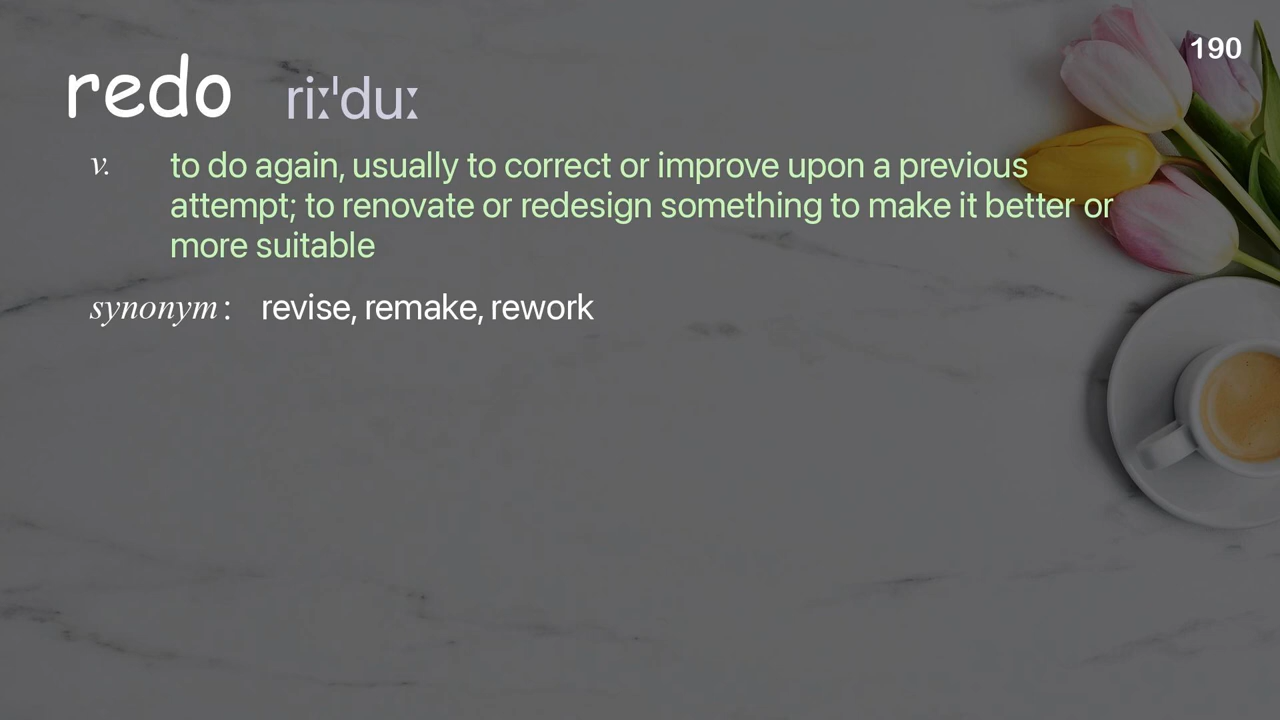 190
redo riːˈduː
v. to do again, usually to correct or improve upon a previous
attempt; to renovate or redesign something to make it better or
more suitable
synonym : revise, remake, rework